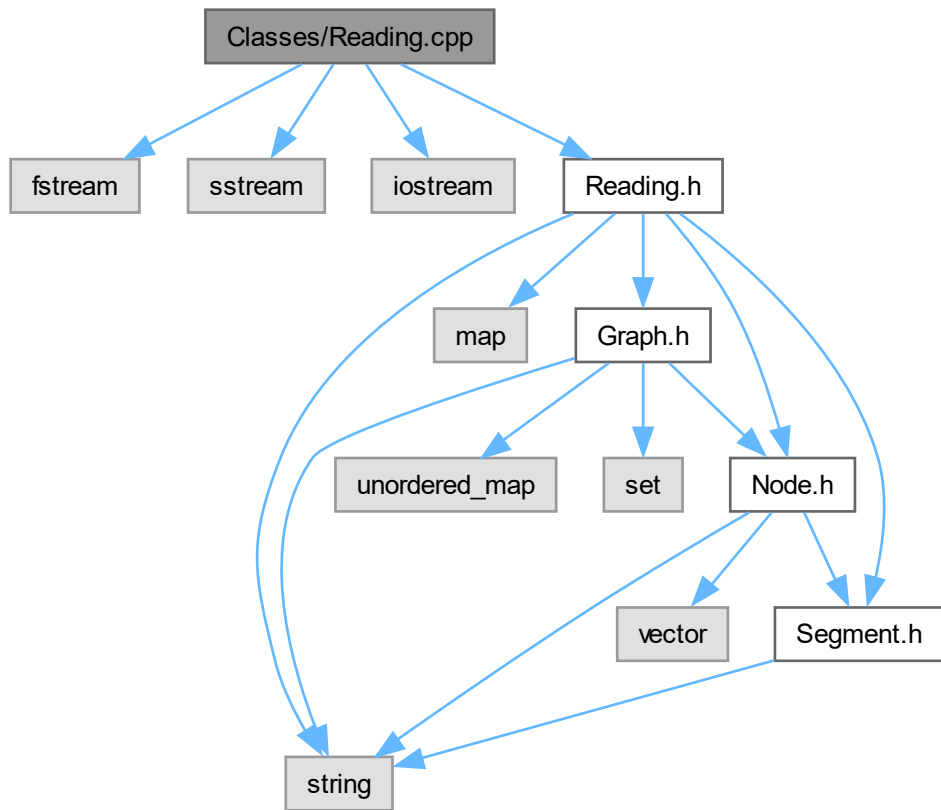 Classes/Reading.cpp
fstream
sstream
iostream
Reading.h
map
Graph.h
unordered_map
set
Node.h
vector
Segment.h
string